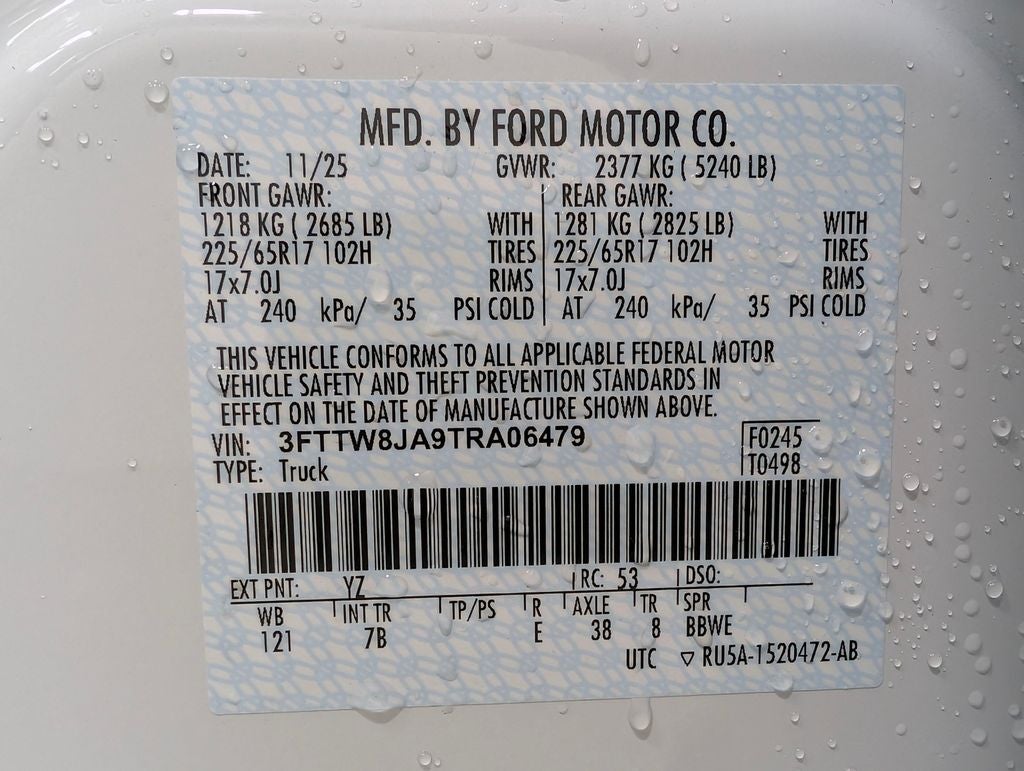 MFD. BY FORD MOTOR CO.
DATE: 11/25 GVWR: 2377 KG ( 5240 LB)
FRONT GAWR: REAR GAWR:
1218 KG ( 2685 LB) WITH 1281 KG ( 2825 LB) WITH
225/65R17 102H TIRES 225/65R17 102H TIRES
17x7.0J RIMS 17x7.0J RIMS
AT 240 kPa/ 35 PSI COLD AT 240 kPa/ 35 PSI COLD
THIS VEHICLE CONFORMS TO ALL APPLICABLE FEDERAL MOTOR
VEHICLE SAFETY AND THEFT PREVENTION STANDARDS IN
EFFECT ON THE DATE OF MANUFACTURE SHOWN ABOVE.
VIN: 3FTTW8JA9TRA06479 F0245
TYPE: Truck T0498
EXT PNT: YZ RC: 53 DSO:
WB INT TR TP/PS R AXLE TR SPR
121 7B E 38 8 BBWE
UTC ▽ RU5A-1520472-AB